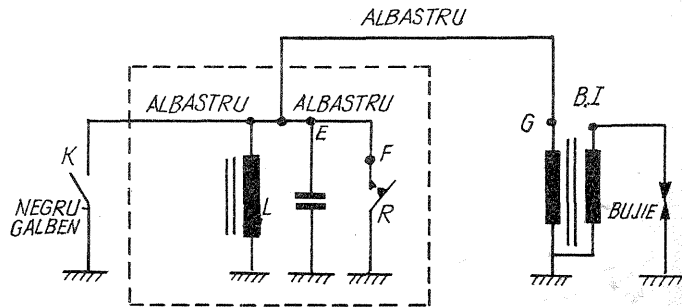 ALBASTRU
ALBASTRU ALBASTRU
E
G
B.I
K
F
L
R
NEGRU
GALBEN
BUJIE